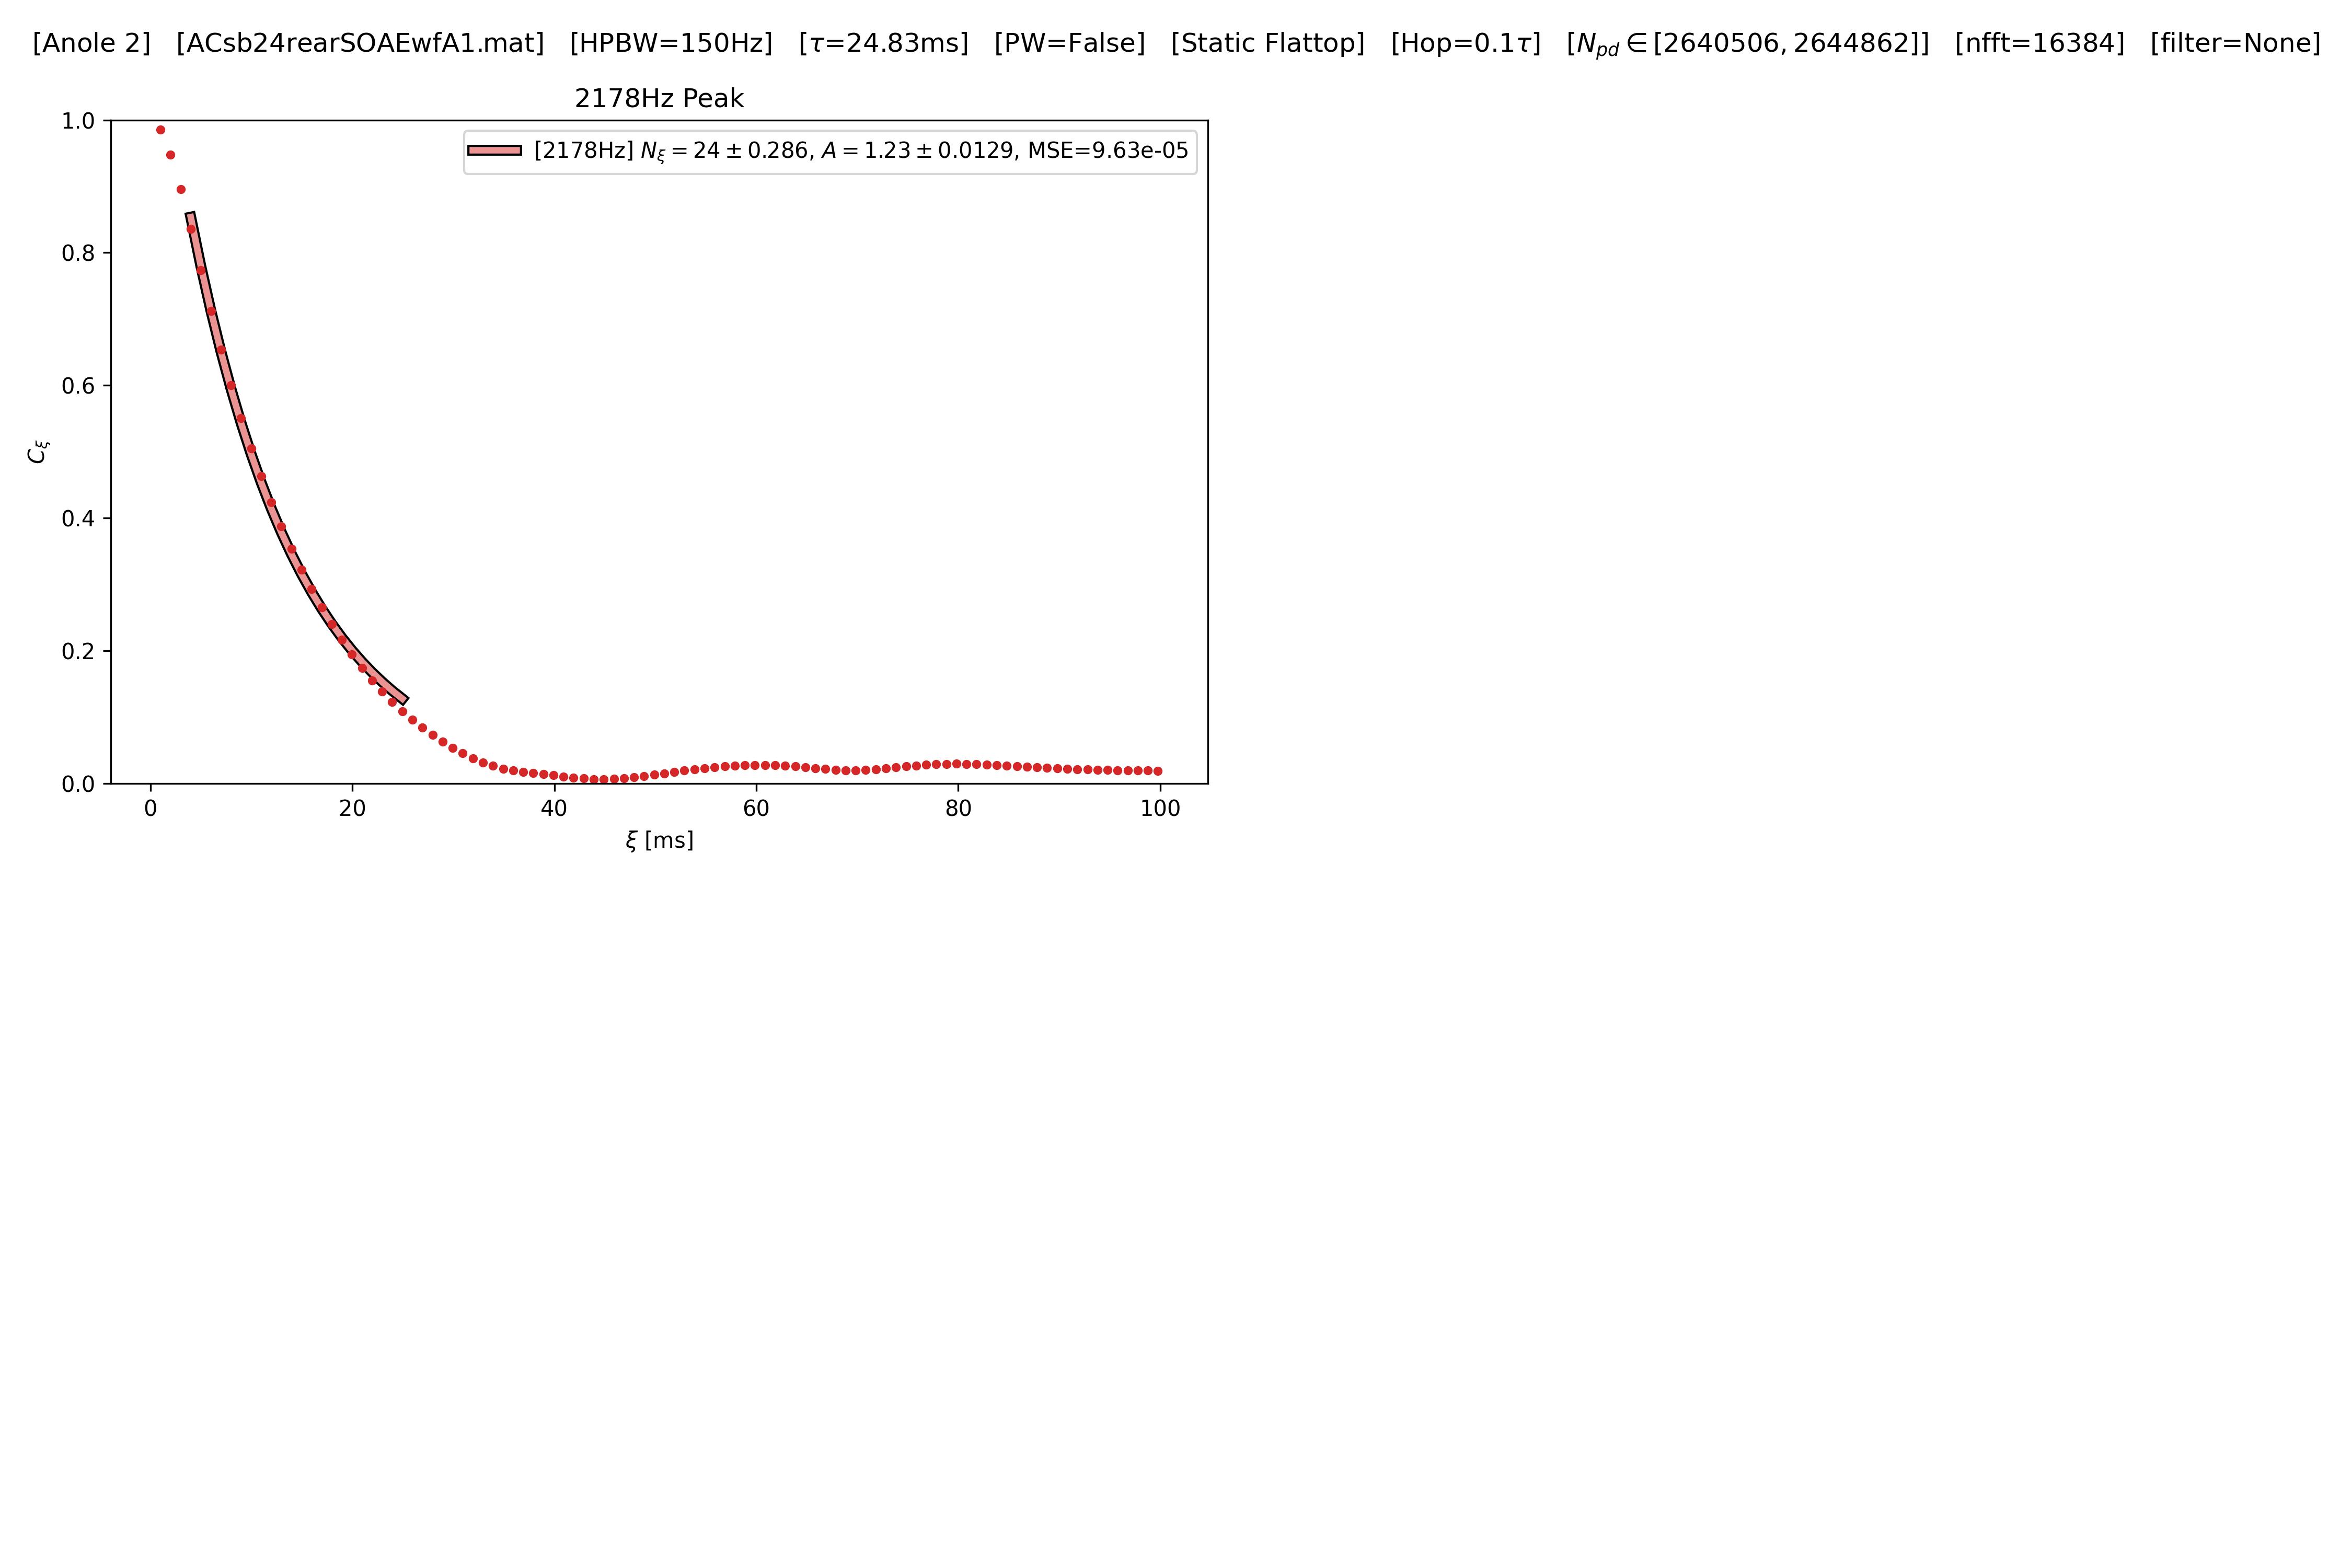 [Anole 2] [ACsb24rearSOAEwfA1.mat] [HPBW=150Hz] [τ=24.83ms] [PW=False] [Static Flattop] [Hop=0.1τ] [N_pd ∈ [2640506, 2644862]] [nfft=16384] [filter=None]
2178Hz Peak
[2178Hz] N_ξ = 24 ± 0.286, A = 1.23 ± 0.0129, MSE=9.63e-05
1.0
0.8
0.6
0.4
0.2
0.0
C_ξ
0 20 40 60 80 100
ξ [ms]